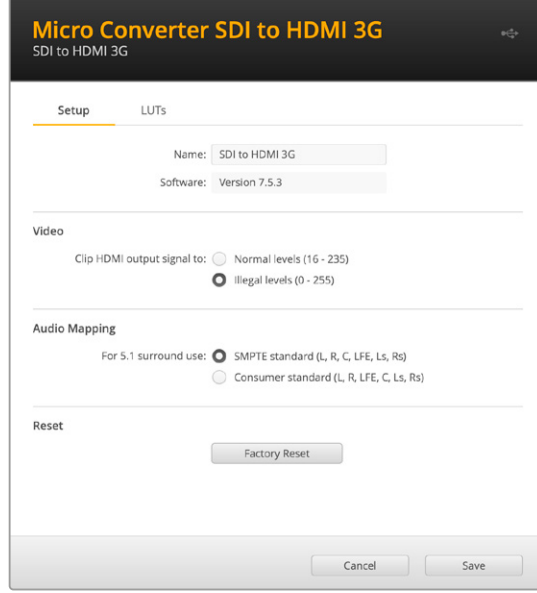 Micro Converter SDI to HDMI 3G
SDI to HDMI 3G
Setup LUTs
Name: SDI to HDMI 3G
Software: Version 7.5.3
Video
Clip HDMI output signal to: Normal levels (16 - 235)
Illegal levels (0 - 255)
Audio Mapping
For 5.1 surround use: SMPTE standard (L, R, C, LFE, Ls, Rs)
Consumer standard (L, R, LFE, C, Ls, Rs)
Reset
Factory Reset
Cancel Save